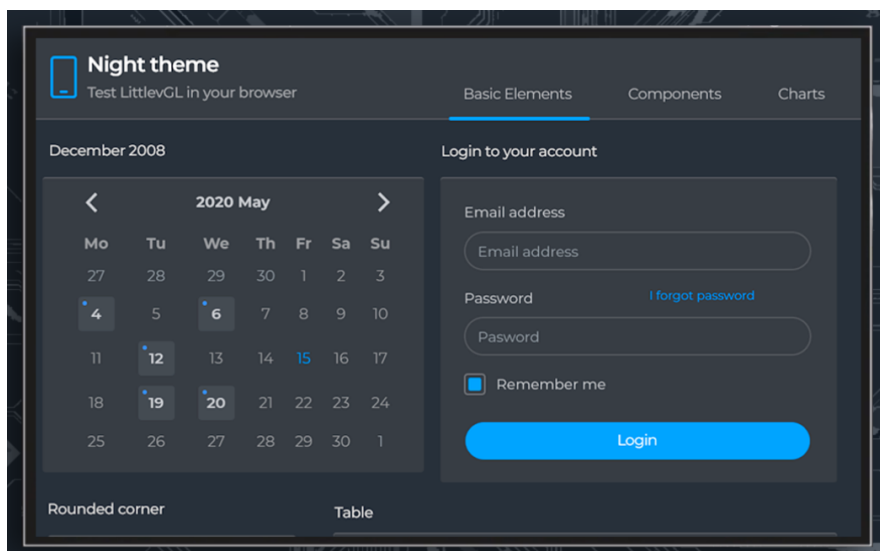 Night theme
Test LittlevGL in your browser
Basic Elements Components Charts
December 2008
2020 May
Mo Tu We Th Fr Sa Su
27 28 29 30 1 2 3
4 5 6 7 8 9 10
11 12 13 14 15 16 17
18 19 20 21 22 23 24
25 26 27 28 29 30 1
Login to your account
Email address
Email address
Password I forgot password
Pasword
Remember me
Login
Rounded corner
Table